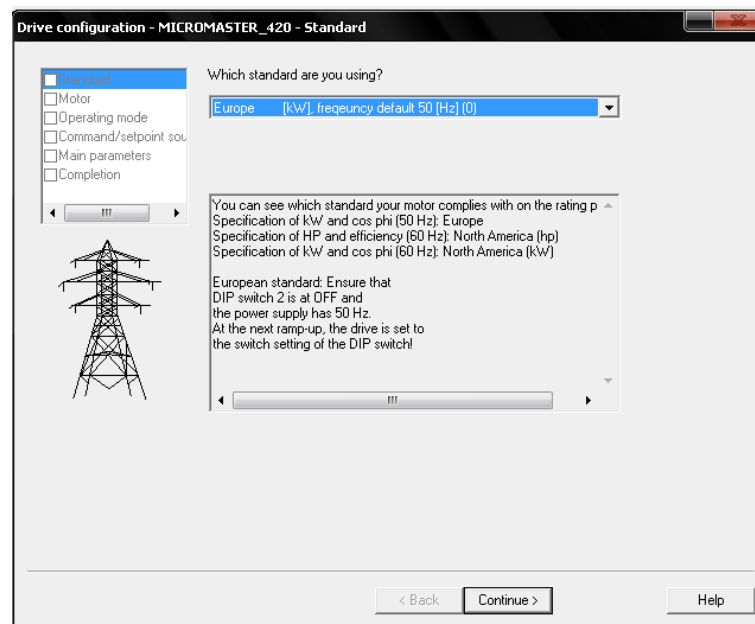 Drive configuration - MICROMASTER_420 - Standard
Standard
Motor
Operating mode
Command/setpoint sou
Main parameters
Completion
Which standard are you using?
Europe [kW], freqeuncy default 50 [Hz] (0)
You can see which standard your motor complies with on the rating p
Specification of kW and cos phi (50 Hz): Europe
Specification of HP and efficiency (60 Hz): North America (hp)
Specification of kW and cos phi (60 Hz): North America (kW)
European standard: Ensure that
DIP switch 2 is at OFF and
the power supply has 50 Hz.
At the next ramp-up, the drive is set to
the switch setting of the DIP switch!
< Back
Continue >
Help